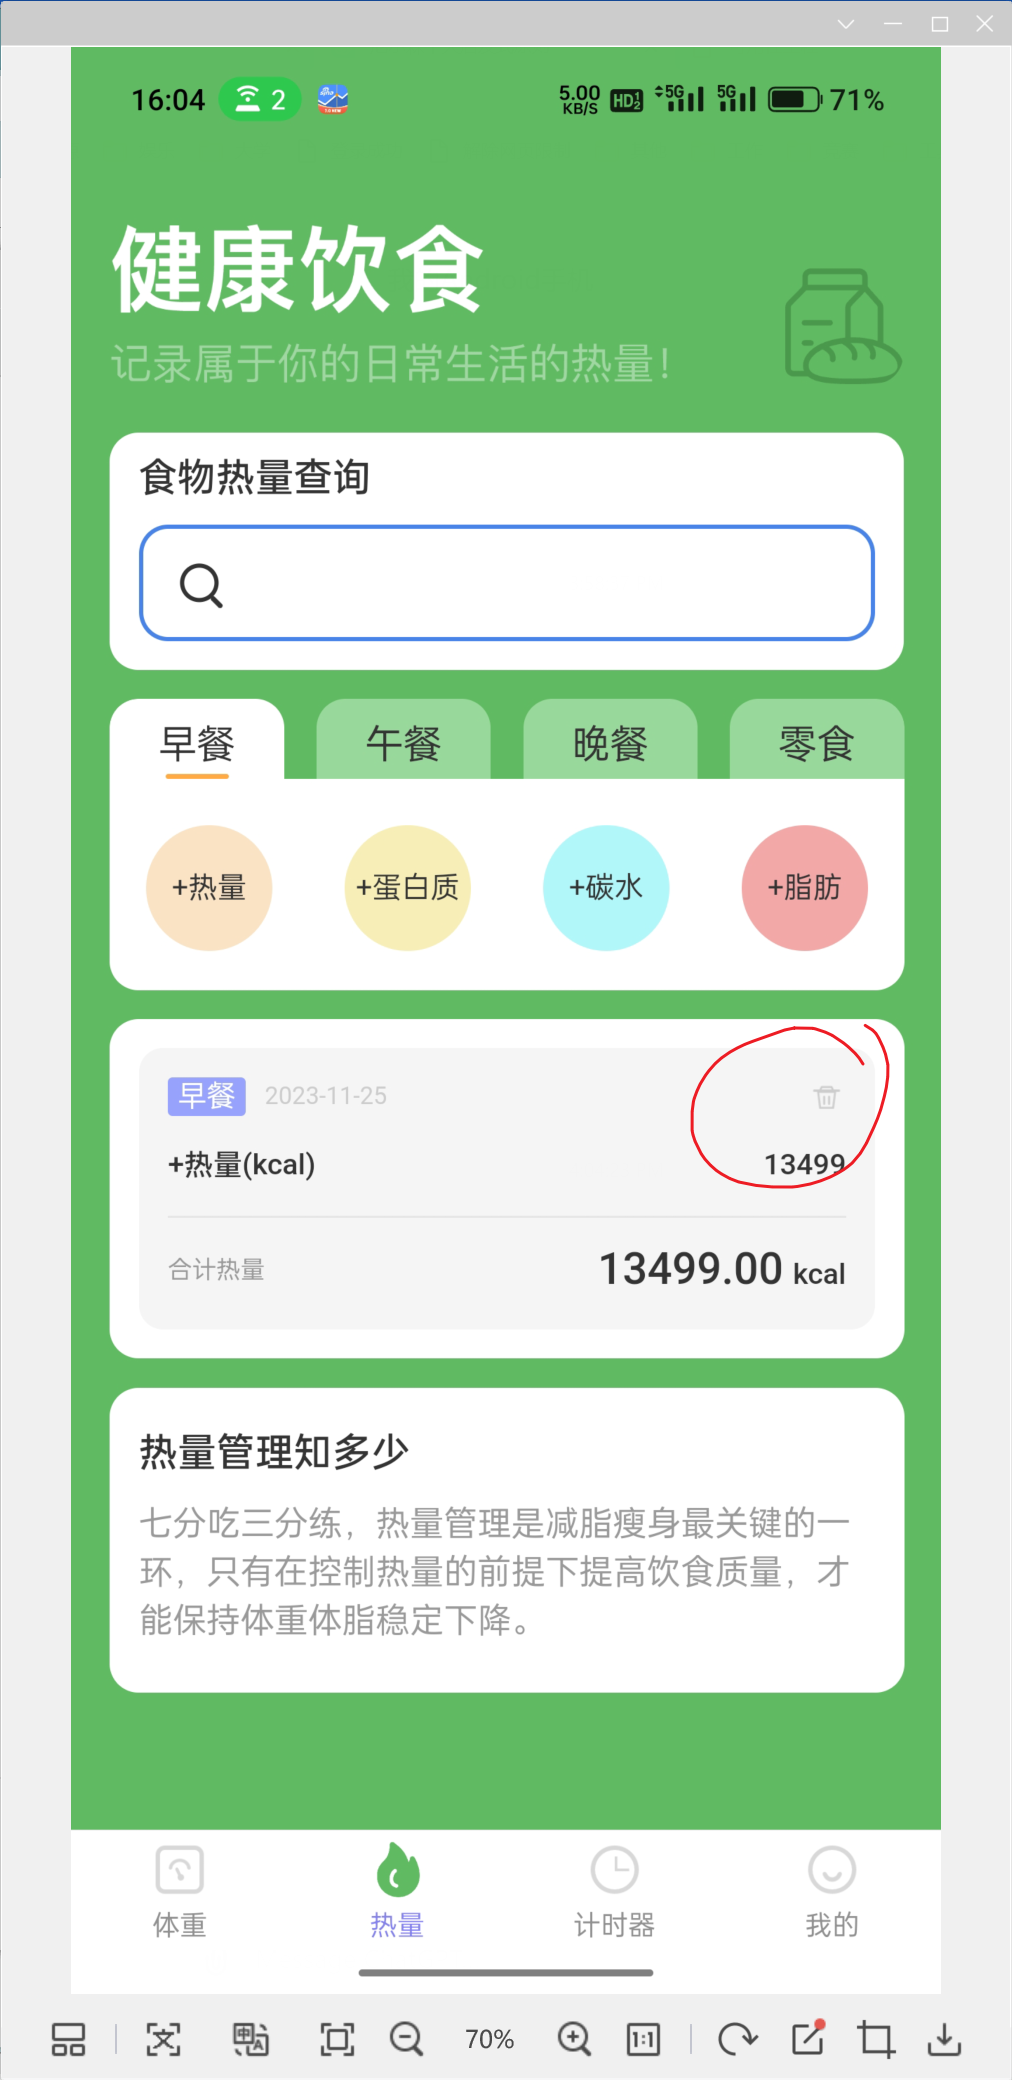 16:04 2 5.00 KB/S HD 1 2 5G 5G 71%
健康饮食
记录属于你的日常生活的热量!
食物热量查询
早餐 午餐 晚餐 零食
+热量 +蛋白质 +碳水 +脂肪
早餐 2023-11-25
+热量(kcal) 13499
合计热量 13499.00 kcal
热量管理知多少
七分吃三分练，热量管理是减脂瘦身最关键的一
环，只有在控制热量的前提下提高饮食质量，才
能保持体重体脂稳定下降。
体重 热量 计时器 我的
文 中 A 70% 1:1